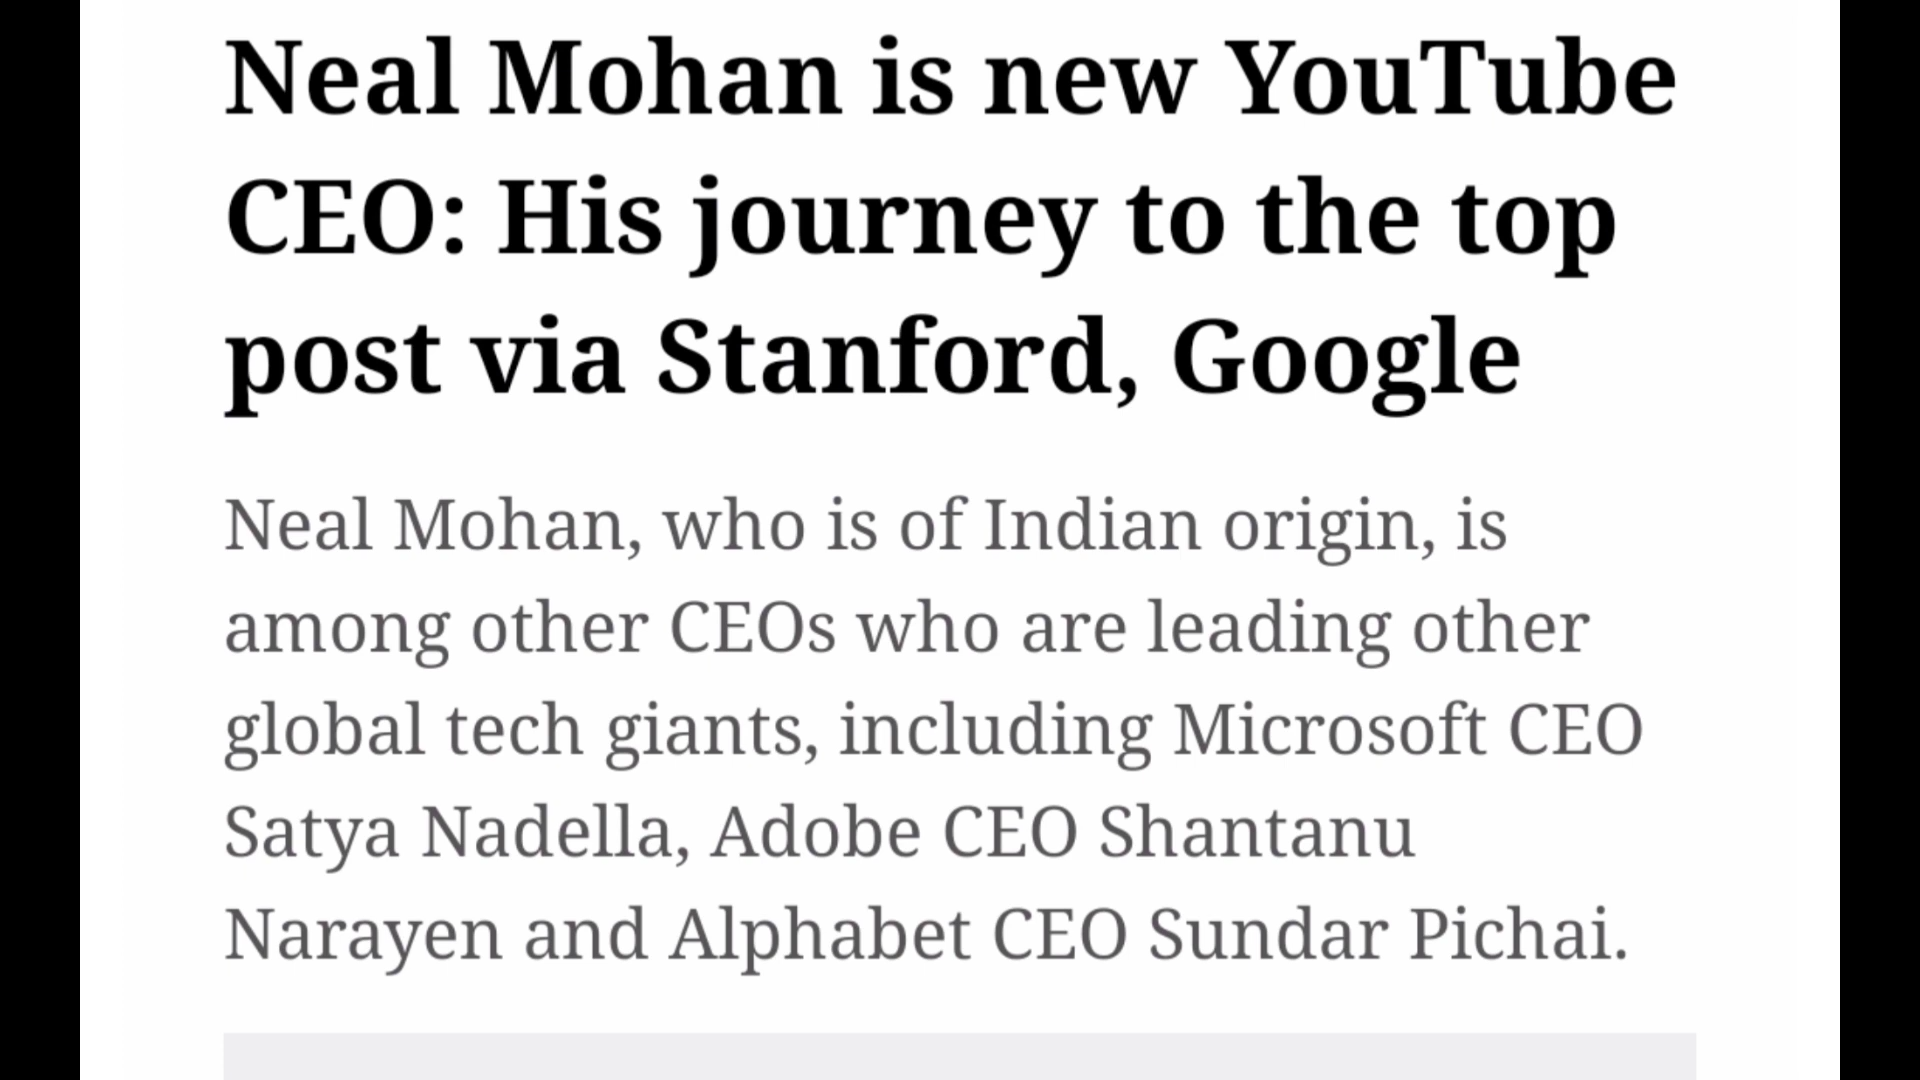 Neal Mohan is new YouTube
CEO: His journey to the top
post via Stanford, Google
Neal Mohan, who is of Indian origin, is
among other CEOs who are leading other
global tech giants, including Microsoft CEO
Satya Nadella, Adobe CEO Shantanu
Narayen and Alphabet CEO Sundar Pichai.